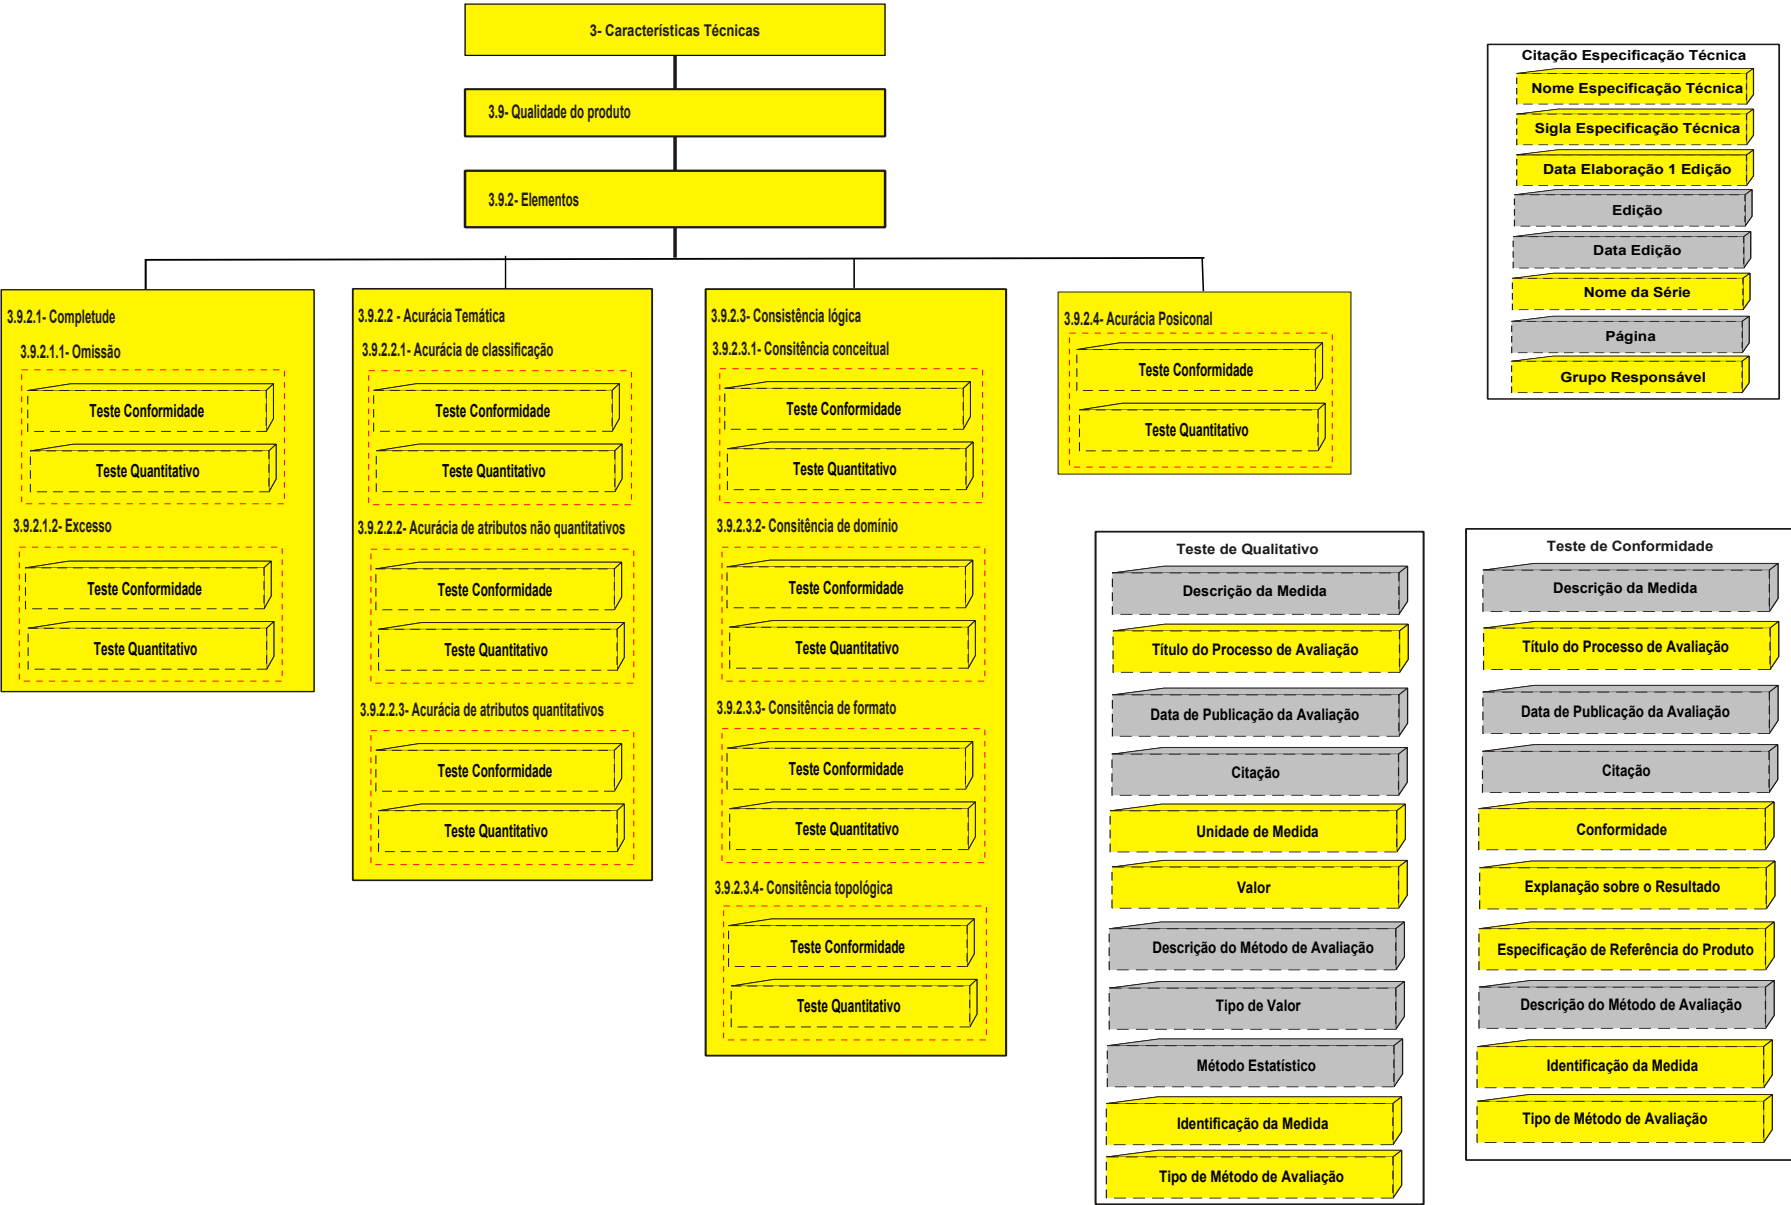 3- Características Técnicas
3.9- Qualidade do produto
3.9.2- Elementos
3.9.2.1- Completude
3.9.2.1.1- Omissão
Teste Conformidade
Teste Quantitativo
3.9.2.1.2- Excesso
Teste Conformidade
Teste Quantitativo
3.9.2.2 - Acurácia Temática
3.9.2.2.1- Acurácia de classificação
Teste Conformidade
Teste Quantitativo
3.9.2.2.2- Acurácia de atributos não quantitativos
Teste Conformidade
Teste Quantitativo
3.9.2.2.3- Acurácia de atributos quantitativos
Teste Conformidade
Teste Quantitativo
3.9.2.3- Consistência lógica
3.9.2.3.1- Consitência conceitual
Teste Conformidade
Teste Quantitativo
3.9.2.3.2- Consitência de domínio
Teste Conformidade
Teste Quantitativo
3.9.2.3.3- Consitência de formato
Teste Conformidade
Teste Quantitativo
3.9.2.3.4- Consitência topológica
Teste Conformidade
Teste Quantitativo
3.9.2.4- Acurácia Posiconal
Teste Conformidade
Teste Quantitativo
Citação Especificação Técnica
Nome Especificação Técnica
Sigla Especificação Técnica
Data Elaboração 1 Edição
Edição
Data Edição
Nome da Série
Página
Grupo Responsável
Teste de Qualitativo
Descrição da Medida
Título do Processo de Avaliação
Data de Publicação da Avaliação
Citação
Unidade de Medida
Valor
Descrição do Método de Avaliação
Tipo de Valor
Método Estatístico
Identificação da Medida
Tipo de Método de Avaliação
Teste de Conformidade
Descrição da Medida
Título do Processo de Avaliação
Data de Publicação da Avaliação
Citação
Conformidade
Explanação sobre o Resultado
Especificação de Referência do Produto
Descrição do Método de Avaliação
Identificação da Medida
Tipo de Método de Avaliação